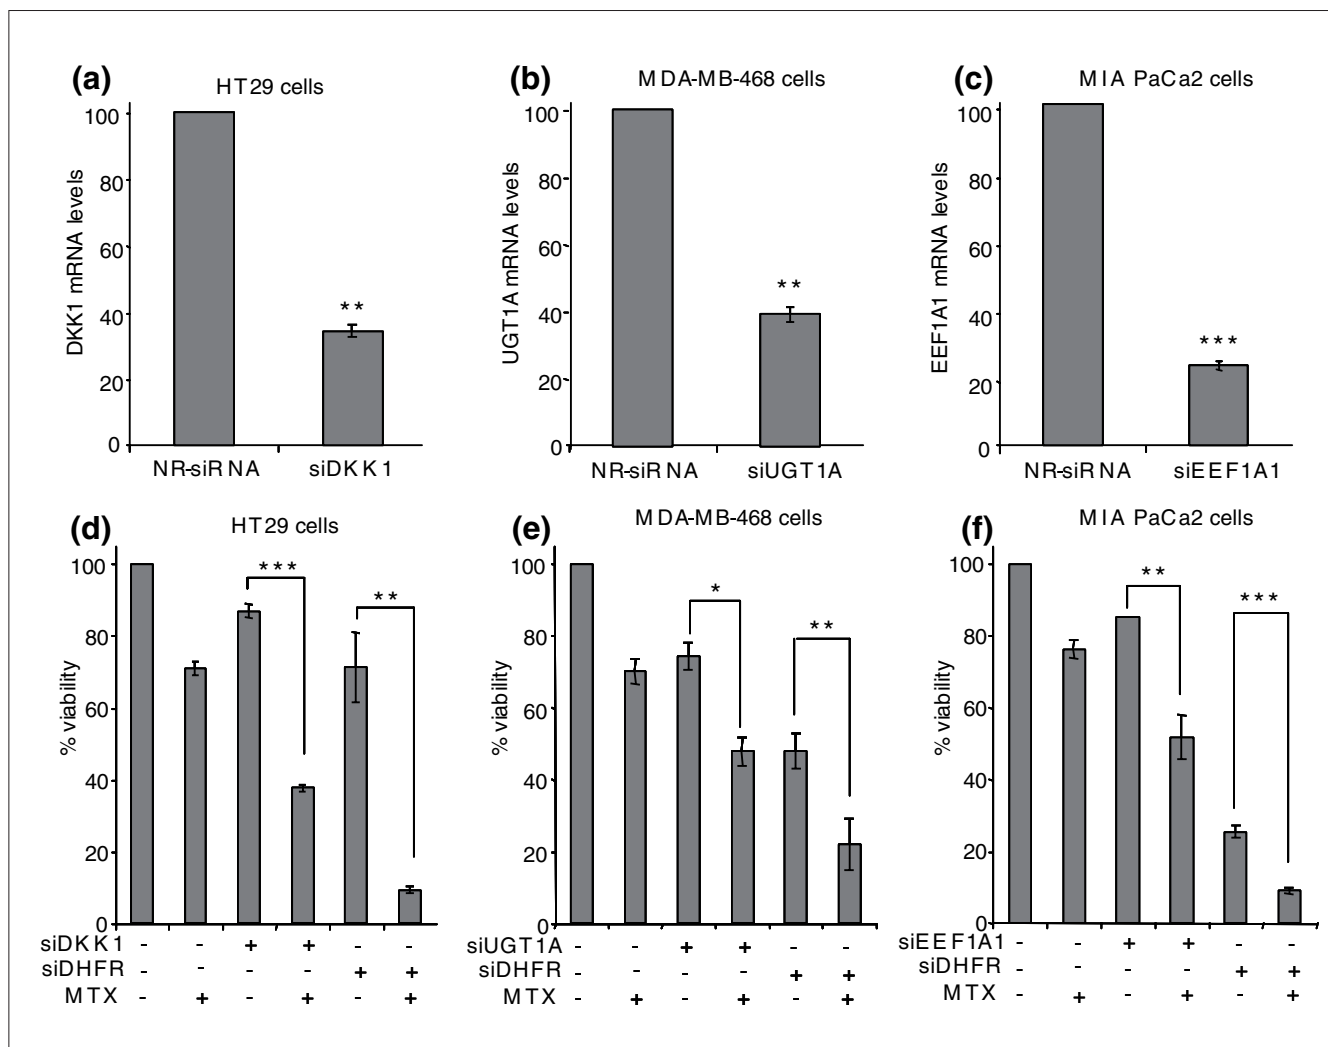 (a)
HT29 cells
DKK1 mRNA levels
100
80
60
40
20
0
**
NR-siRNA siDKK1
(b)
MDA-MB-468 cells
UGT1A mRNA levels
100
80
60
40
20
0
**
NR-siRNA siUGT1A
(c)
MIA PaCa2 cells
EEF1A1 mRNA levels
100
80
60
40
20
0
***
NR-siRNA siEEF1A1
(d)
HT29 cells
% viability
100
80
60
40
20
0
***
**
siDKK1 - - + + - -
siDHFR - - - - + +
MTX - + - + - +
(e)
MDA-MB-468 cells
% viability
100
80
60
40
20
0
*
**
siUGT1A - - + + - -
siDHFR - - - - + +
MTX - + - + - +
(f)
MIA PaCa2 cells
% viability
100
80
60
40
20
0
**
***
siEEF1A1 - - + + - -
siDHFR - - - - + +
MTX - + - + - +